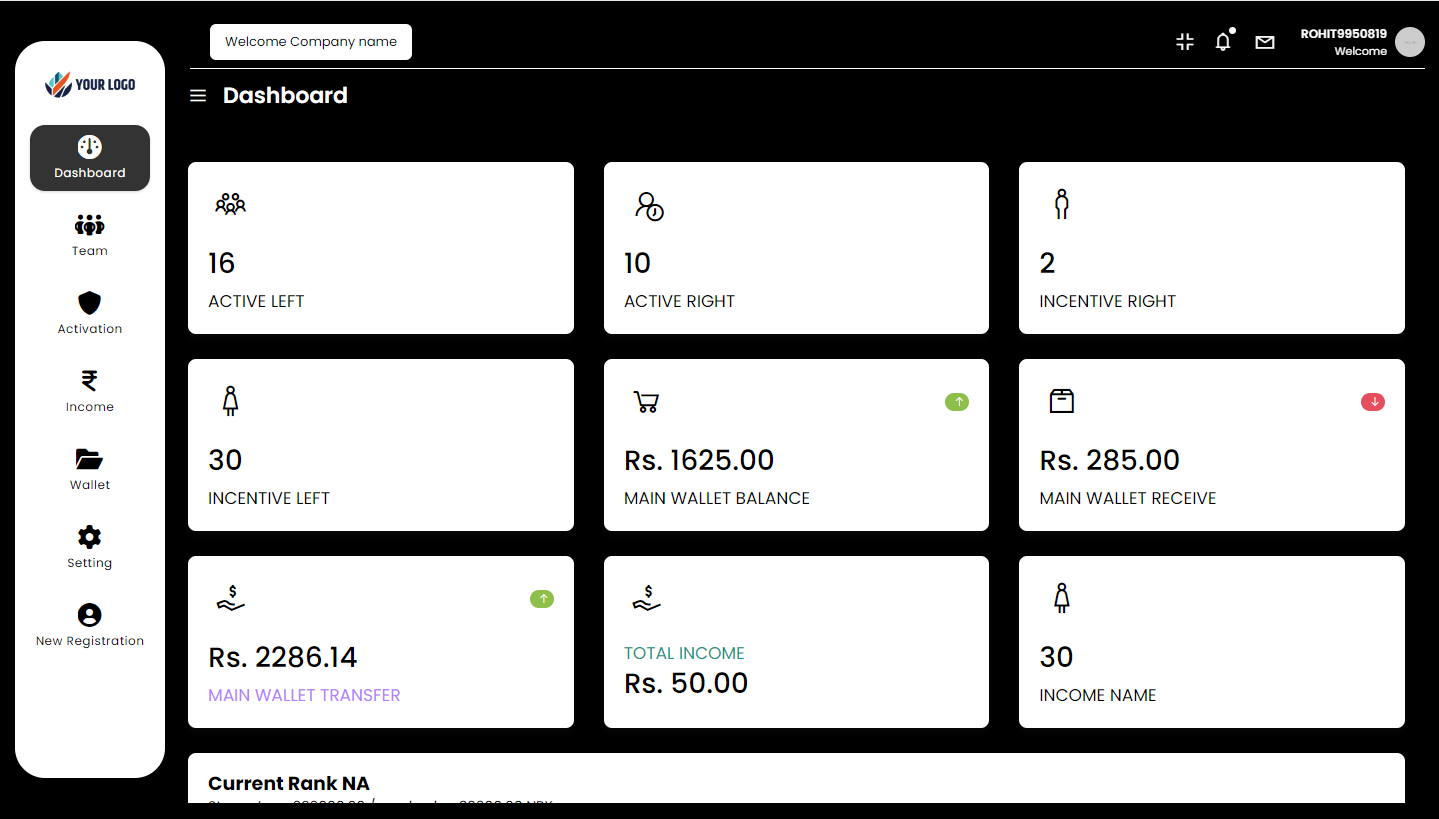 Welcome Company name
ROHIT9950819
Welcome
YOUR LOGO
Dashboard
Team
Activation
Income
Wallet
Setting
New Registration
Dashboard
16
ACTIVE LEFT
10
ACTIVE RIGHT
2
INCENTIVE RIGHT
30
INCENTIVE LEFT
Rs. 1625.00
MAIN WALLET BALANCE
Rs. 285.00
MAIN WALLET RECEIVE
Rs. 2286.14
MAIN WALLET TRANSFER
TOTAL INCOME
Rs. 50.00
30
INCOME NAME
Current Rank NA